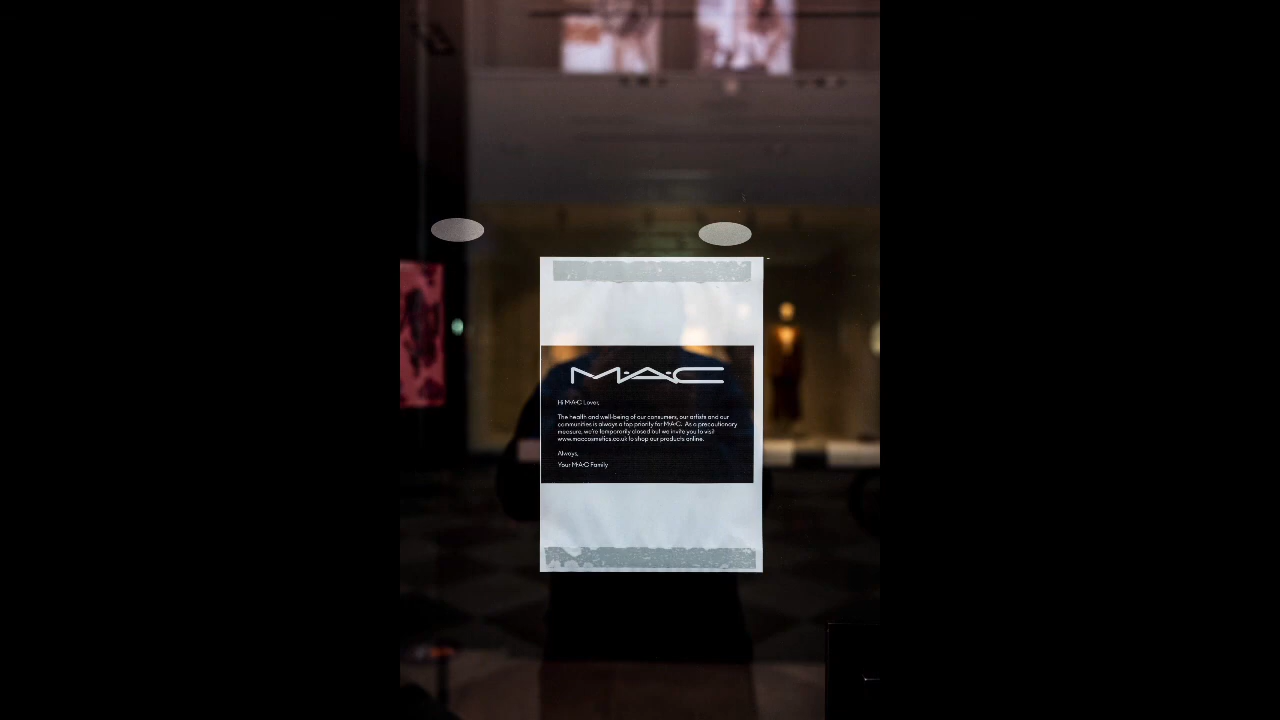 M·A·C
Hi M·A·C Lover,
The health and well-being of our consumers, our artists and our
communities is always a top priority for M·A·C. As a precautionary
measure, we're temporarily closed but we invite you to visit
www.maccosmetics.co.uk to shop our products online.
Always,
Your M·A·C Family